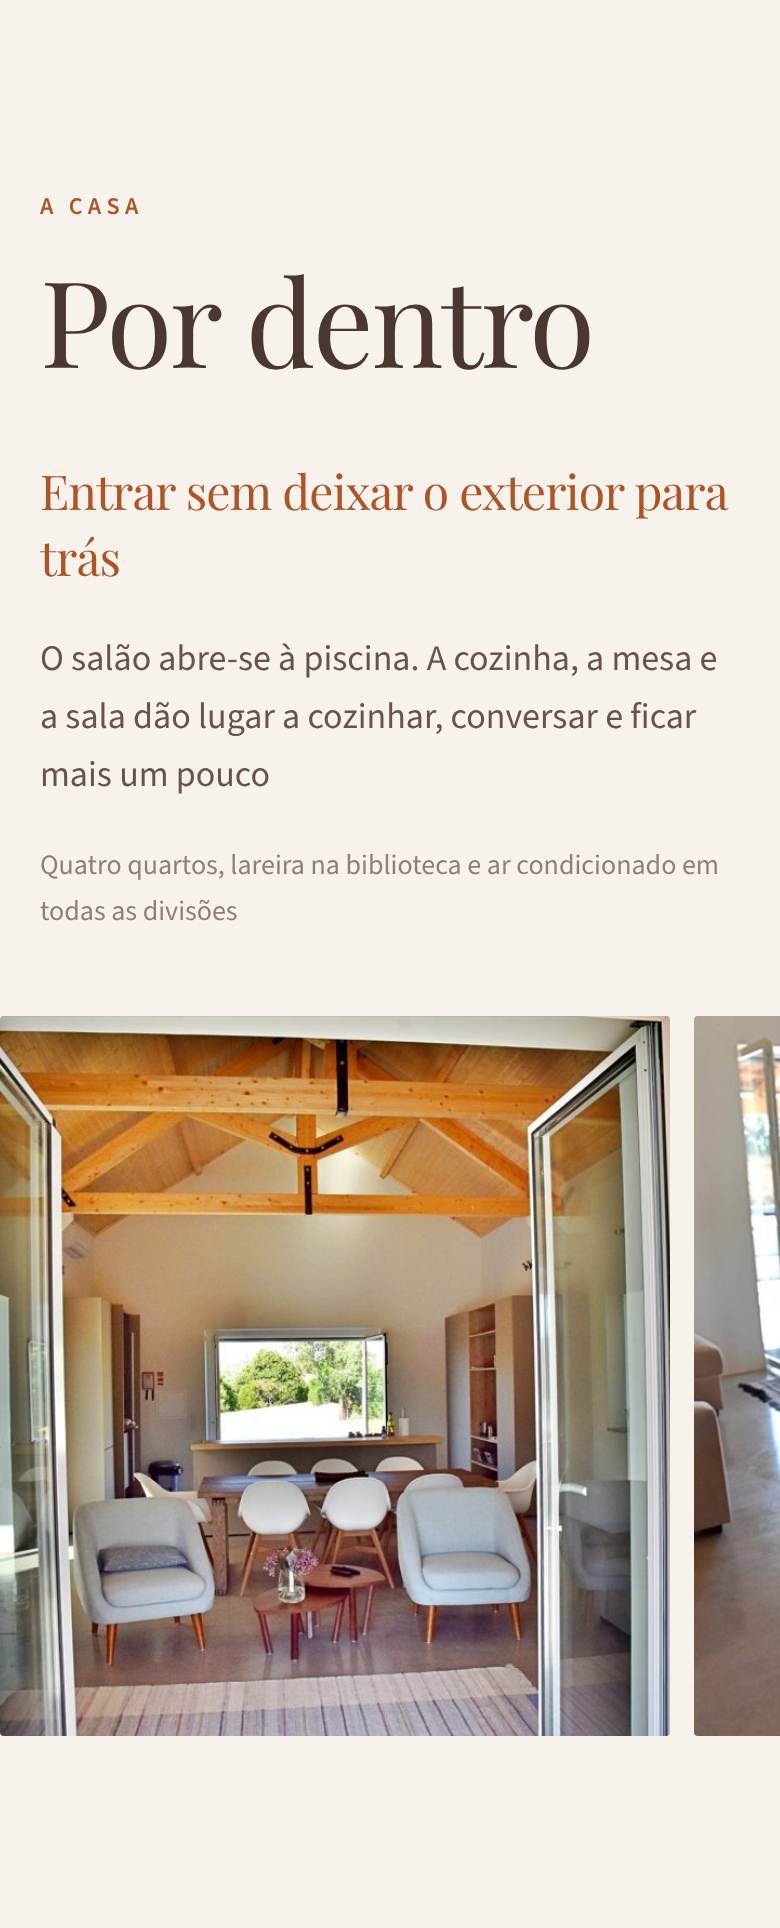 A CASA
Por dentro
Entrar sem deixar o exterior para
trás
O salão abre-se à piscina. A cozinha, a mesa e
a sala dão lugar a cozinhar, conversar e ficar
mais um pouco
Quatro quartos, lareira na biblioteca e ar condicionado em
todas as divisões